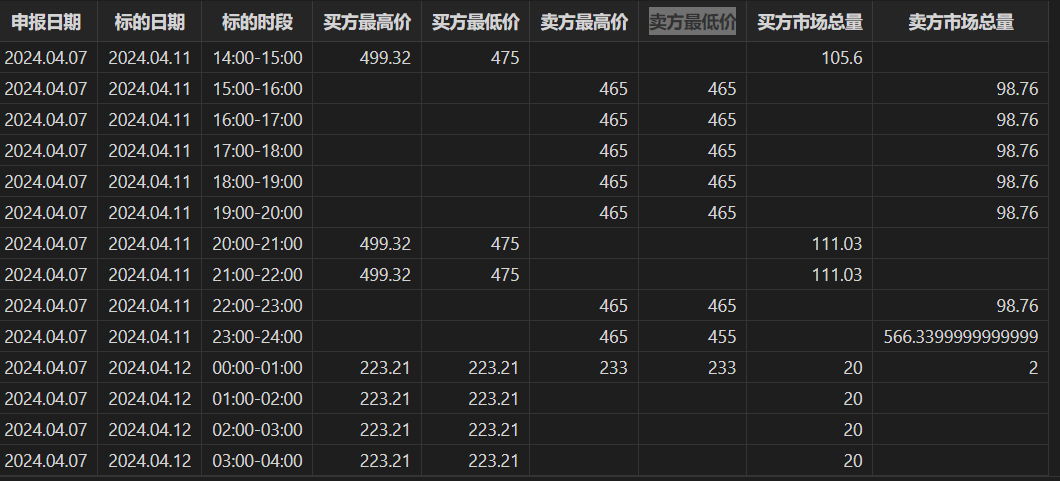 申报日期 标的日期 标的时段 买方最高价 买方最低价 卖方最高价 卖方最低价 买方市场总量 卖方市场总量
2024.04.07 2024.04.11 14:00-15:00 499.32 475 105.6
2024.04.07 2024.04.11 15:00-16:00 465 465 98.76
2024.04.07 2024.04.11 16:00-17:00 465 465 98.76
2024.04.07 2024.04.11 17:00-18:00 465 465 98.76
2024.04.07 2024.04.11 18:00-19:00 465 465 98.76
2024.04.07 2024.04.11 19:00-20:00 465 465 98.76
2024.04.07 2024.04.11 20:00-21:00 499.32 475 111.03
2024.04.07 2024.04.11 21:00-22:00 499.32 475 111.03
2024.04.07 2024.04.11 22:00-23:00 465 465 98.76
2024.04.07 2024.04.11 23:00-24:00 465 455 566.3399999999999
2024.04.07 2024.04.12 00:00-01:00 223.21 223.21 233 233 20 2
2024.04.07 2024.04.12 01:00-02:00 223.21 223.21 20
2024.04.07 2024.04.12 02:00-03:00 223.21 223.21 20
2024.04.07 2024.04.12 03:00-04:00 223.21 223.21 20